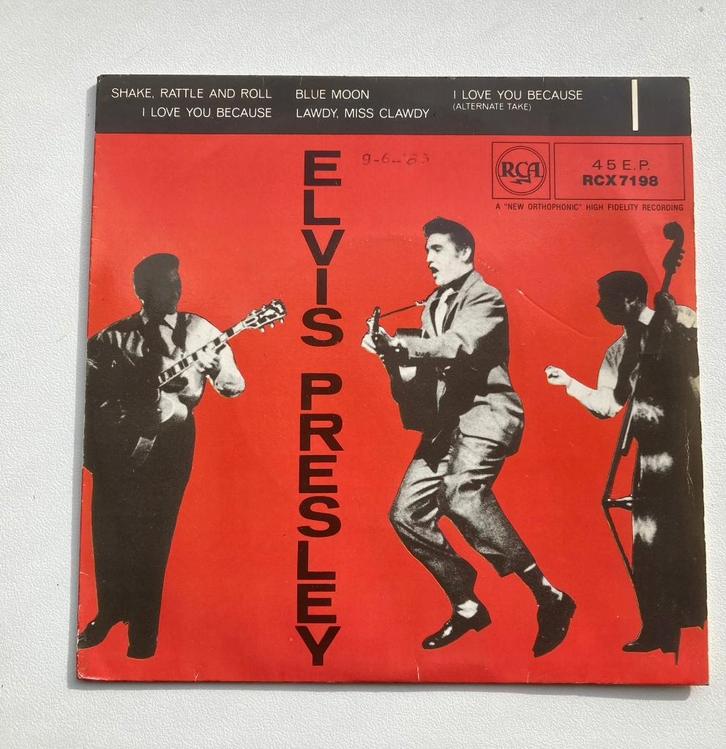 SHAKE, RATTLE AND ROLL
I LOVE YOU BECAUSE
BLUE MOON
LAWDY, MISS CLAWDY
I LOVE YOU BECAUSE
(ALTERNATE TAKE)
9-6-'83
RCA
45 E.P.
RCX 7198
A "NEW ORTHOPHONIC" HIGH FIDELITY RECORDING
ELVIS PRESLEY